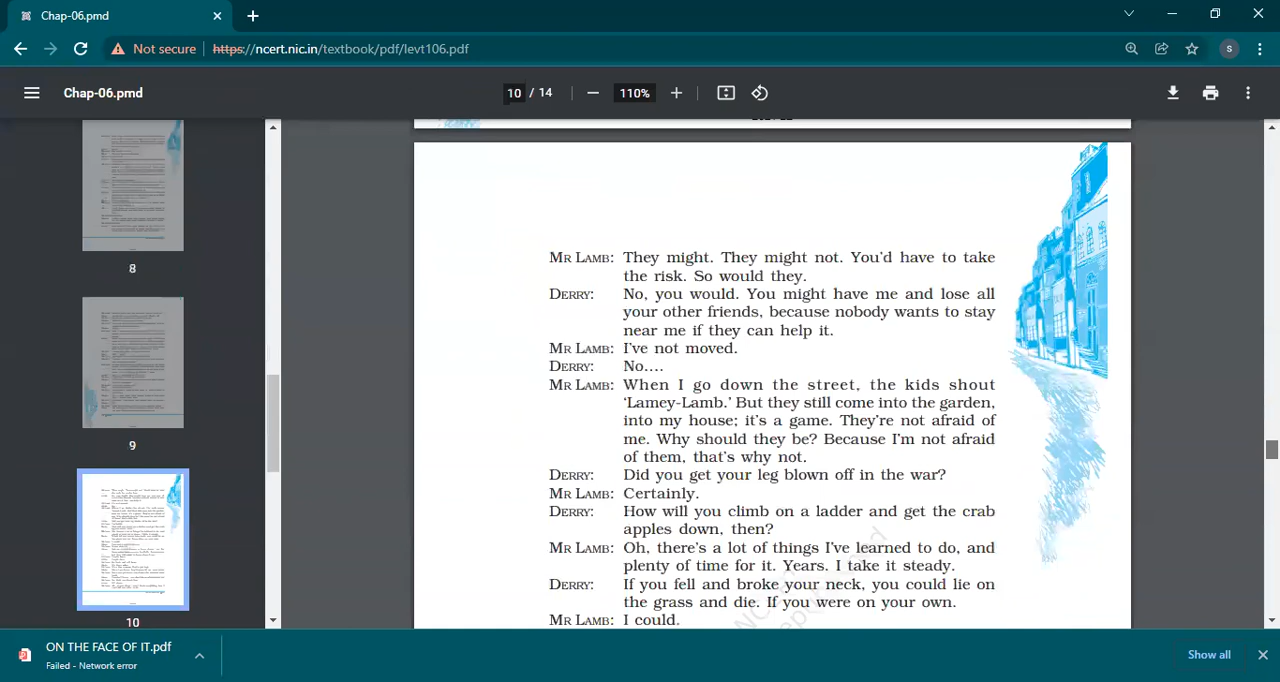 Chap-06.pmd
Not secure https://ncert.nic.in/textbook/pdf/levt106.pdf
S
Chap-06.pmd
10 / 14
110%
8
9
10
MR LAMB: They might. They might not. You'd have to take
the risk. So would they.
DERRY: No, you would. You might have me and lose all
your other friends, because nobody wants to stay
near me if they can help it.
MR LAMB: I've not moved.
DERRY: No....
MR LAMB: When I go down the street, the kids shout
‘Lamey-Lamb.’ But they still come into the garden,
into my house; it's a game. They're not afraid of
me. Why should they be? Because I'm not afraid
of them, that's why not.
DERRY: Did you get your leg blown off in the war?
MR LAMB: Certainly.
DERRY: How will you climb on a ladder and get the crab
apples down, then?
MR LAMB: Oh, there's a lot of things I've learned to do, and
plenty of time for it. Years. I take it steady.
DERRY: If you fell and broke your neck, you could lie on
the grass and die. If you were on your own.
MR LAMB: I could.
ON THE FACE OF IT.pdf
Failed - Network error
Show all